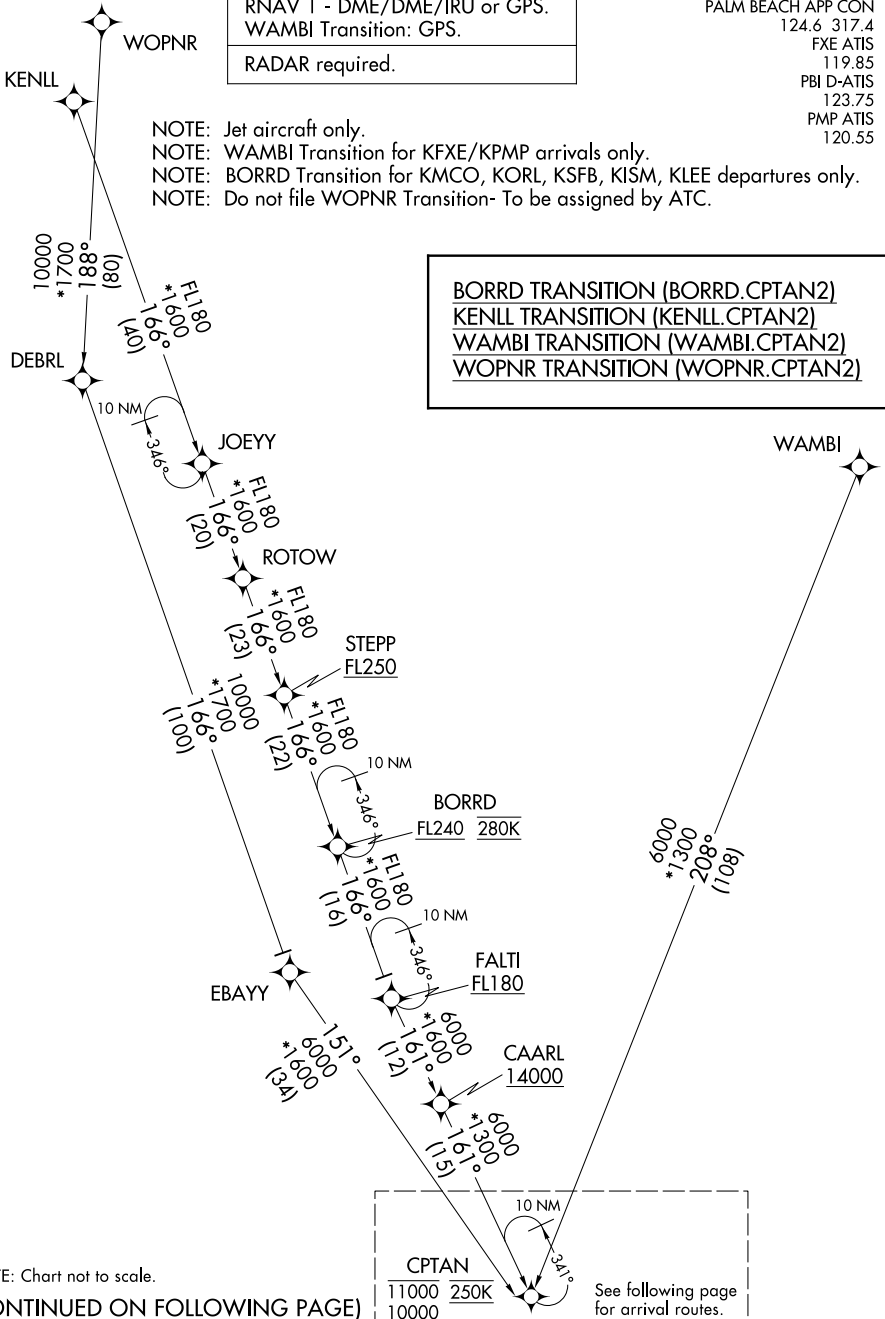 RNAV 1 - DME/DME/IRU or GPS.
WAMBI Transition: GPS.
RADAR required.
PALM BEACH APP CON
124.6 317.4
FXE ATIS
119.85
PBI D-ATIS
123.75
PMP ATIS
120.55
WOPNR
KENLL
NOTE: Jet aircraft only.
NOTE: WAMBI Transition for KFXE/KPMP arrivals only.
NOTE: BORRD Transition for KMCO, KORL, KSFB, KISM, KLEE departures only.
NOTE: Do not file WOPNR Transition- To be assigned by ATC.
10000
*1700
188°
(80)
FL180
*1600
166°
(40)
BORRD TRANSITION (BORRD.CPTAN2)
KENLL TRANSITION (KENLL.CPTAN2)
WAMBI TRANSITION (WAMBI.CPTAN2)
WOPNR TRANSITION (WOPNR.CPTAN2)
DEBRL
10 NM
346°
JOEYY
WAMBI
FL180
*1600
166°
(20)
ROTOW
FL180
*1600
166°
(23)
STEPP
FL250
10000
*1700
166°
(100)
FL180
*1600
166°
(22)
10 NM
346°
BORRD
FL240 280K
6000
*1300
208°
(108)
FL180
*1600
166°
(16)
10 NM
346°
FALTI
FL180
EBAYY
6000
*1600
161°
(12)
CAARL
14000
151°
6000
*1600
(34)
6000
*1300
161°
(15)
10 NM
341°
CPTAN
11000 250K
10000
See following page
for arrival routes.
TE: Chart not to scale.
ONTINUED ON FOLLOWING PAGE)